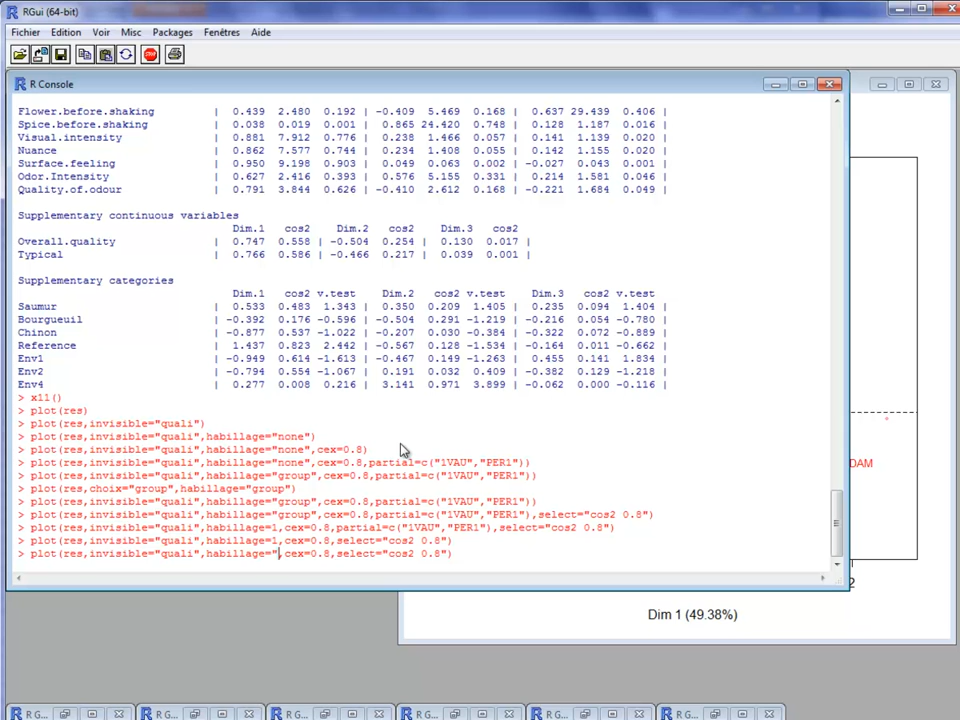 RGui (64-bit)
Fichier Edition Voir Misc Packages Fenêtres Aide
STOP
R Console
Flower.before.shaking | 0.439 2.480 0.192 | -0.409 5.469 0.168 | 0.637 29.439 0.406 |
Spice.before.shaking | 0.038 0.019 0.001 | 0.865 24.420 0.748 | 0.128 1.187 0.016 |
Visual.intensity | 0.881 7.912 0.776 | 0.238 1.466 0.057 | 0.141 1.139 0.020 |
Nuance | 0.862 7.577 0.744 | 0.234 1.408 0.055 | 0.142 1.155 0.020 |
Surface.feeling | 0.950 9.198 0.903 | 0.049 0.063 0.002 | -0.027 0.043 0.001 |
Odor.Intensity | 0.627 2.416 0.393 | 0.576 5.155 0.331 | 0.214 1.581 0.046 |
Quality.of.odour | 0.791 3.844 0.626 | -0.410 2.612 0.168 | -0.221 1.684 0.049 |
Supplementary continuous variables
Dim.1 cos2 Dim.2 cos2 Dim.3 cos2
Overall.quality | 0.747 0.558 | -0.504 0.254 | 0.130 0.017 |
Typical | 0.766 0.586 | -0.466 0.217 | 0.039 0.001 |
Supplementary categories
Dim.1 cos2 v.test Dim.2 cos2 v.test Dim.3 cos2 v.test
Saumur | 0.533 0.483 1.343 | 0.350 0.209 1.405 | 0.235 0.094 1.404 |
Bourgueuil | -0.392 0.176 -0.596 | -0.504 0.291 -1.219 | -0.216 0.054 -0.780 |
Chinon | -0.877 0.537 -1.022 | -0.207 0.030 -0.384 | -0.322 0.072 -0.889 |
Reference | 1.437 0.823 2.442 | -0.567 0.128 -1.534 | -0.164 0.011 -0.662 |
Env1 | -0.949 0.614 -1.613 | -0.467 0.149 -1.263 | 0.455 0.141 1.834 |
Env2 | -0.794 0.554 -1.067 | 0.191 0.032 0.409 | -0.382 0.129 -1.218 |
Env4 | 0.277 0.008 0.216 | 3.141 0.971 3.899 | -0.062 0.000 -0.116 |
> x11()
> plot(res)
> plot(res,invisible="quali")
> plot(res,invisible="quali",habillage="none")
> plot(res,invisible="quali",habillage="none",cex=0.8)
> plot(res,invisible="quali",habillage="none",cex=0.8,partial=c("1VAU","PER1"))
> plot(res,invisible="quali",habillage="group",cex=0.8,partial=c("1VAU","PER1"))
> plot(res,choix="group",habillage="group")
> plot(res,invisible="quali",habillage="group",cex=0.8,partial=c("1VAU","PER1"))
> plot(res,invisible="quali",habillage="group",cex=0.8,partial=c("1VAU","PER1"),select="cos2 0.8")
> plot(res,invisible="quali",habillage=1,cex=0.8,partial=c("1VAU","PER1"),select="cos2 0.8")
> plot(res,invisible="quali",habillage=1,cex=0.8,select="cos2 0.8")
> plot(res,invisible="quali",habillage=",cex=0.8,select="cos2 0.8")
DAM
2
Dim 1 (49.38%)
R G... R G... R G... R G... R G... R G...